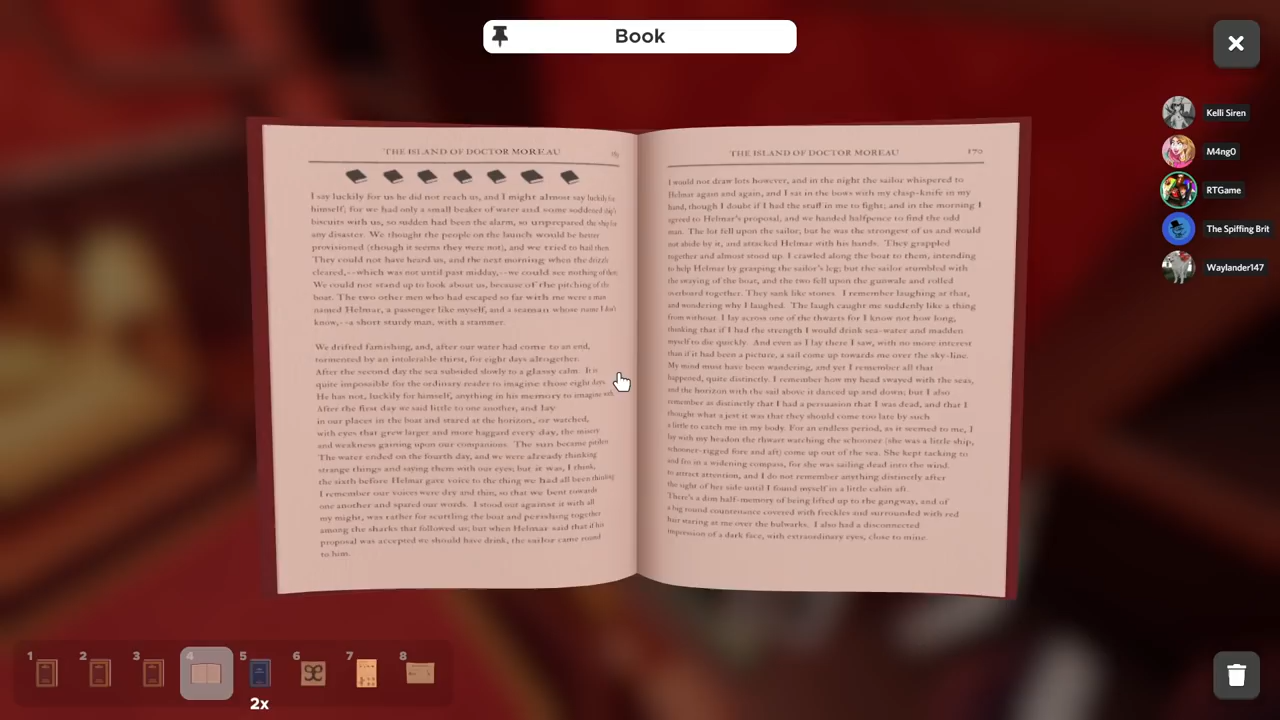 Book
Kelli Siren
M4ng0
RTGame
The Spiffing Brit
Waylander147
THE ISLAND OF DOCTOR MOREAU
I say luckily for us he did not reach us, and I might almost say luckily for
himself; for we had only a small beaker of water and some soddened ship's
biscuits with us, so sudden had been the alarm, so unprepared the ship for
any disaster. We thought the people on the launch would be better
provisioned (though it seems they were not), and we tried to hail them
They could not have heard us, and the next morning when the drizzle
cleared,--which was not until past midday,--we could see nothing of them
We could not stand up to look about us, because of the pitching of the
boat. The two other men who had escaped so far with me were a man
named Helmar, a passenger like myself, and a seaman whose name I don't
know,--a short sturdy man, with a stammer.
We drifted famishing, and, after our water had come to an end,
tormented by an intolerable thirst, for eight days altogether.
After the second day the sea subsided slowly to a glassy calm. It is
quite impossible for the ordinary reader to imagine those eight days
He has not, luckily for himself, anything in his memory to imagine with
After the first day we said little to one another, and lay
in our places in the boat and stared at the horizon, or watched,
with eyes that grew larger and more haggard every day, the misery
and weakness gaining upon our companions. The sun became pitiless
The water ended on the fourth day, and we were already thinking
strange things and saying them with our eyes; but it was, I think,
the sixth before Helmar gave voice to the thing we had all been thinking
I remember our voices were dry and thin, so that we bent towards
one another and spared our words. I stood out against it with all
my might, was rather for scuttling the boat and perishing together
among the sharks that followed us; but when Helmar said that if his
proposal was accepted we should have drink, the sailor came round
to him.
THE ISLAND OF DOCTOR MOREAU 170
I would not draw lots however, and in the night the sailor whispered to
Helmar again and again, and I sat in the bows with my clasp-knife in my
hand, though I doubt if I had the stuff in me to fight; and in the morning I
agreed to Helmar's proposal, and we handed halfpence to find the odd
man. The lot fell upon the sailor; but he was the strongest of us and would
not abide by it, and attacked Helmar with his hands. They grappled
together and almost stood up. I crawled along the boat to them, intending
to help Helmar by grasping the sailor's leg; but the sailor stumbled with
the swaying of the boat, and the two fell upon the gunwale and rolled
overboard together. They sank like stones. I remember laughing at that,
and wondering why I laughed. The laugh caught me suddenly like a thing
from without. I lay across one of the thwarts for I know not how long,
thinking that if I had the strength I would drink sea-water and madden
myself to die quickly. And even as I lay there I saw, with no more interest
than if it had been a picture, a sail come up towards me over the sky-line.
My mind must have been wandering, and yet I remember all that
happened, quite distinctly. I remember how my head swayed with the seas,
and the horizon with the sail above it danced up and down; but I also
remember as distinctly that I had a persuasion that I was dead, and that I
thought what a jest it was that they should come too late by such
a little to catch me in my body. For an endless period, as it seemed to me, I
lay with my head on the thwart watching the schooner (she was a little ship,
schooner-rigged fore and aft) come up out of the sea. She kept tacking to
and fro in a widening compass, for she was sailing dead into the wind.
to attract attention, and I do not remember anything distinctly after
the sight of her side until I found myself in a little cabin aft.
There's a dim half-memory of being lifted up to the gangway, and of
a big round countenance covered with freckles and surrounded with red
hair staring at me over the bulwarks. I also had a disconnected
impression of a dark face, with extraordinary eyes, close to mine
1
2
3
4
5
6
7
8
2x